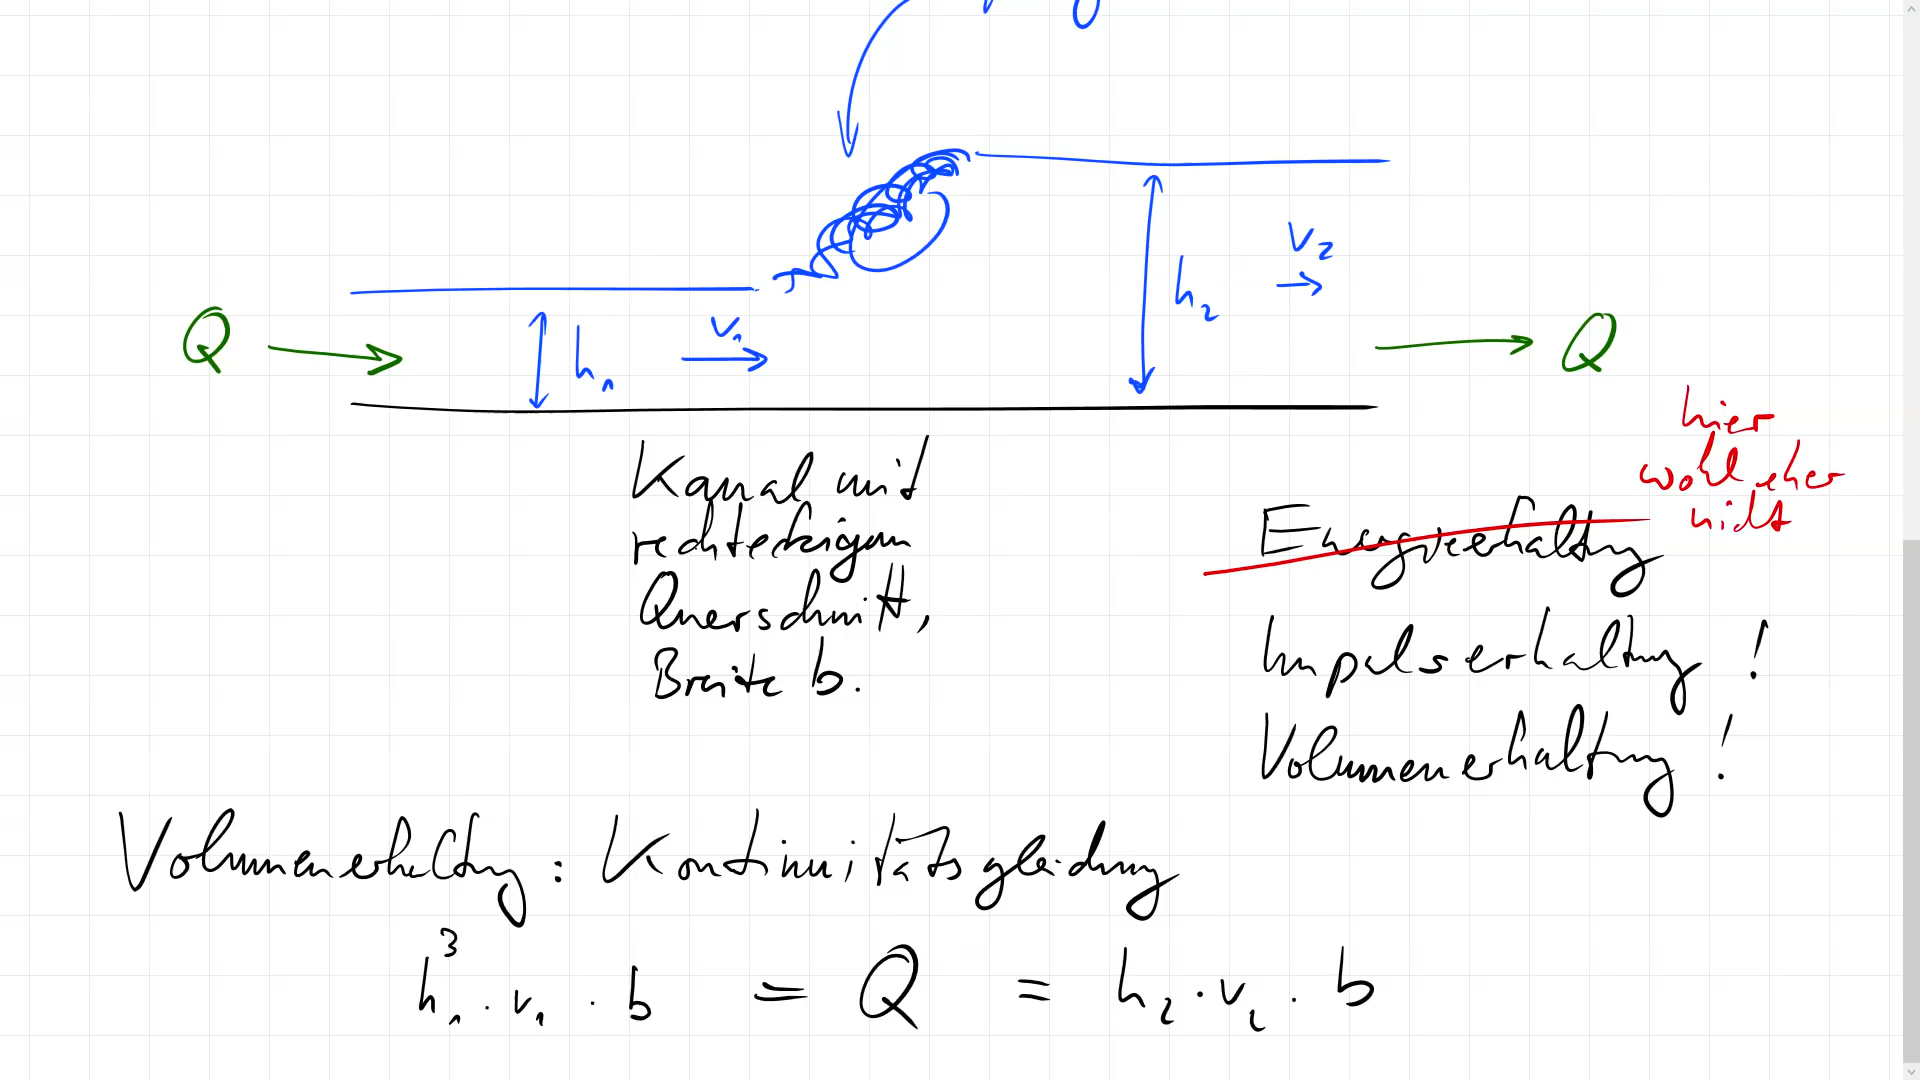 v₂
h₂
Q
v₁
h₁
Q
hier
wohl eher
nicht
Kanal mit
rechteckigem
Querschnitt,
Breite b.
Energieerhaltung
Impulserhaltung !
Volumenerhaltung !
Volumenerhaltung : Kontinuitätsgleichung
h₁³ · v₁ · b = Q = h₂ · v₂ · b